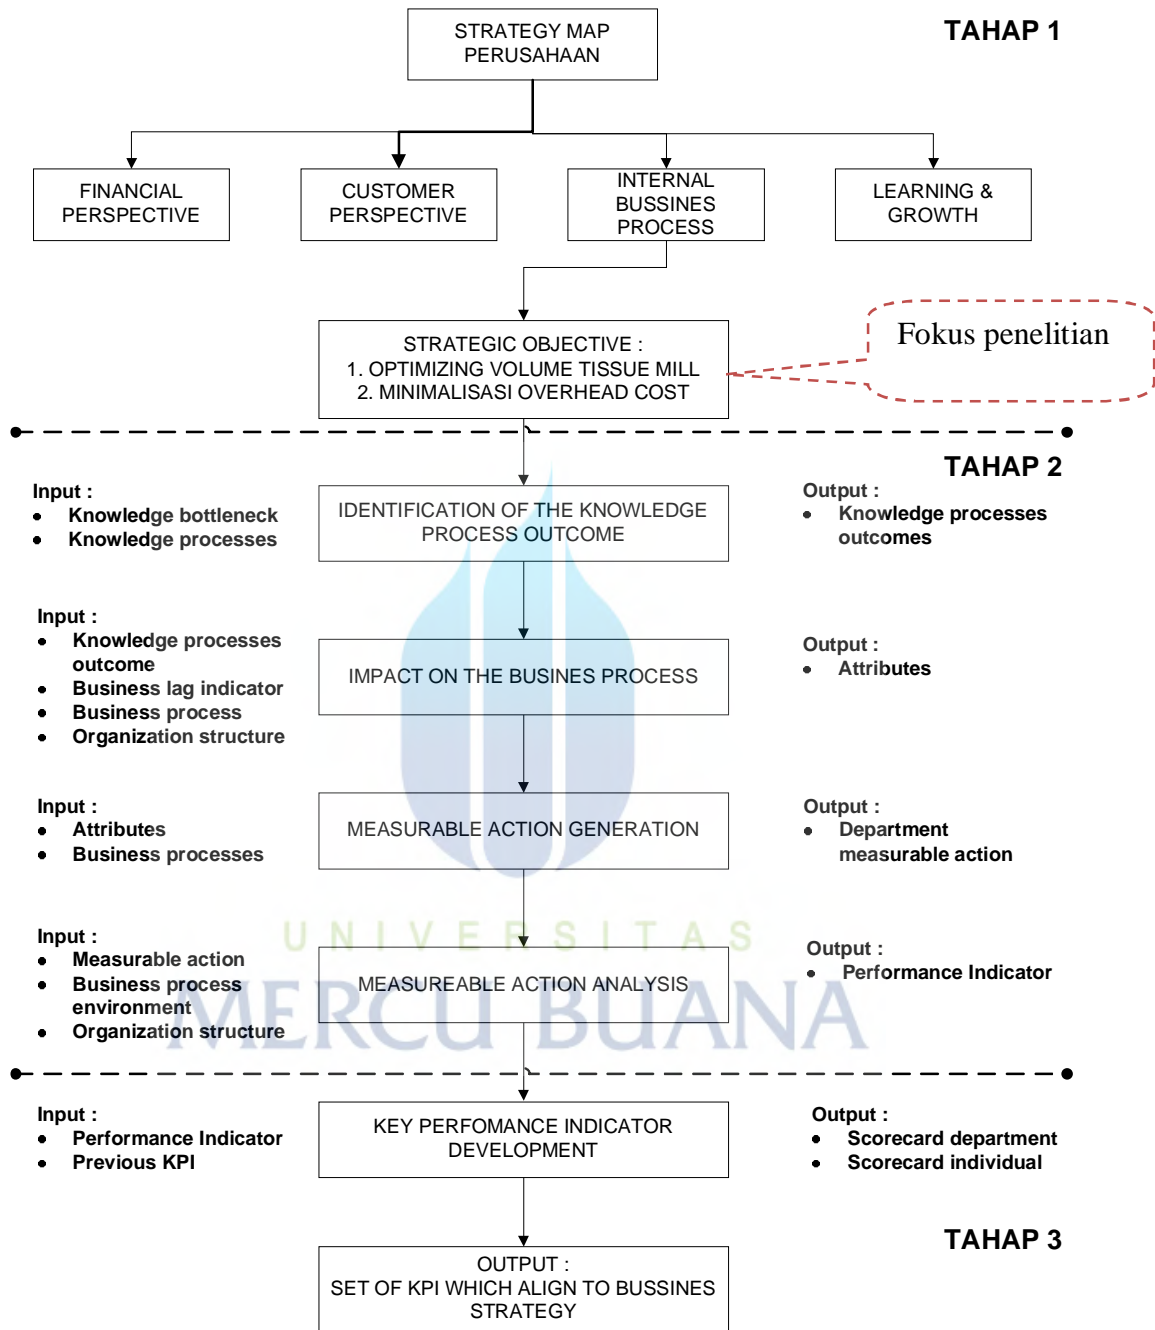 STRATEGY MAP
PERUSAHAAN
TAHAP 1
FINANCIAL
PERSPECTIVE
CUSTOMER
PERSPECTIVE
INTERNAL
BUSSINES
PROCESS
LEARNING &
GROWTH
STRATEGIC OBJECTIVE :
1. OPTIMIZING VOLUME TISSUE MILL
2. MINIMALISASI OVERHEAD COST
Fokus penelitian
TAHAP 2
Input :
• Knowledge bottleneck
• Knowledge processes
IDENTIFICATION OF THE KNOWLEDGE
PROCESS OUTCOME
Output :
• Knowledge processes
outcomes
Input :
• Knowledge processes
outcome
• Business lag indicator
• Business process
• Organization structure
IMPACT ON THE BUSINES PROCESS
Output :
• Attributes
Input :
• Attributes
• Business processes
MEASURABLE ACTION GENERATION
Output :
• Department
measurable action
UNIVERSITAS
MERCU BUANA
Input :
• Measurable action
• Business process
environment
• Organization structure
MEASUREABLE ACTION ANALYSIS
Output :
• Performance Indicator
Input :
• Performance Indicator
• Previous KPI
KEY PERFOMANCE INDICATOR
DEVELOPMENT
Output :
• Scorecard department
• Scorecard individual
TAHAP 3
OUTPUT :
SET OF KPI WHICH ALIGN TO BUSSINES
STRATEGY